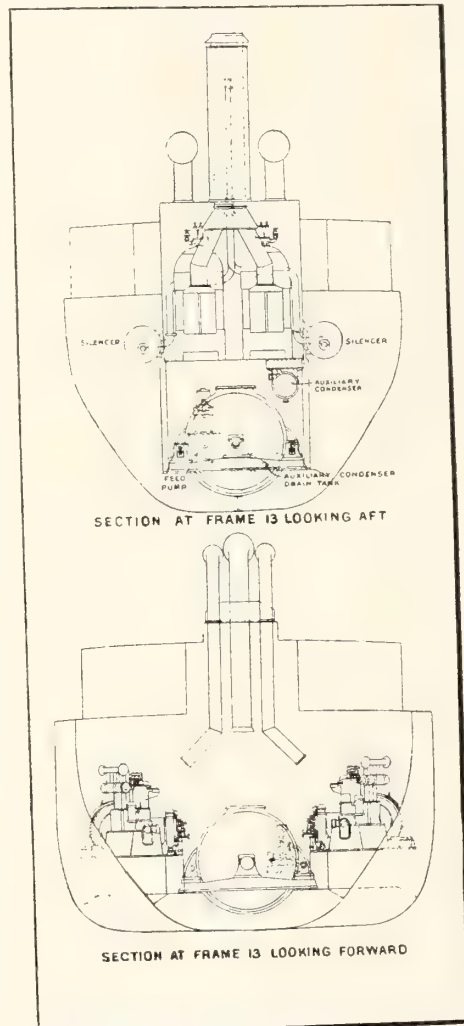 SILENCER
SILENCER
AUXILIARY
CONDENSER
FEED
PUMP
AUXILIARY CONDENSER
DRAIN TANK
SECTION AT FRAME 13 LOOKING AFT
SECTION AT FRAME 13 LOOKING FORWARD